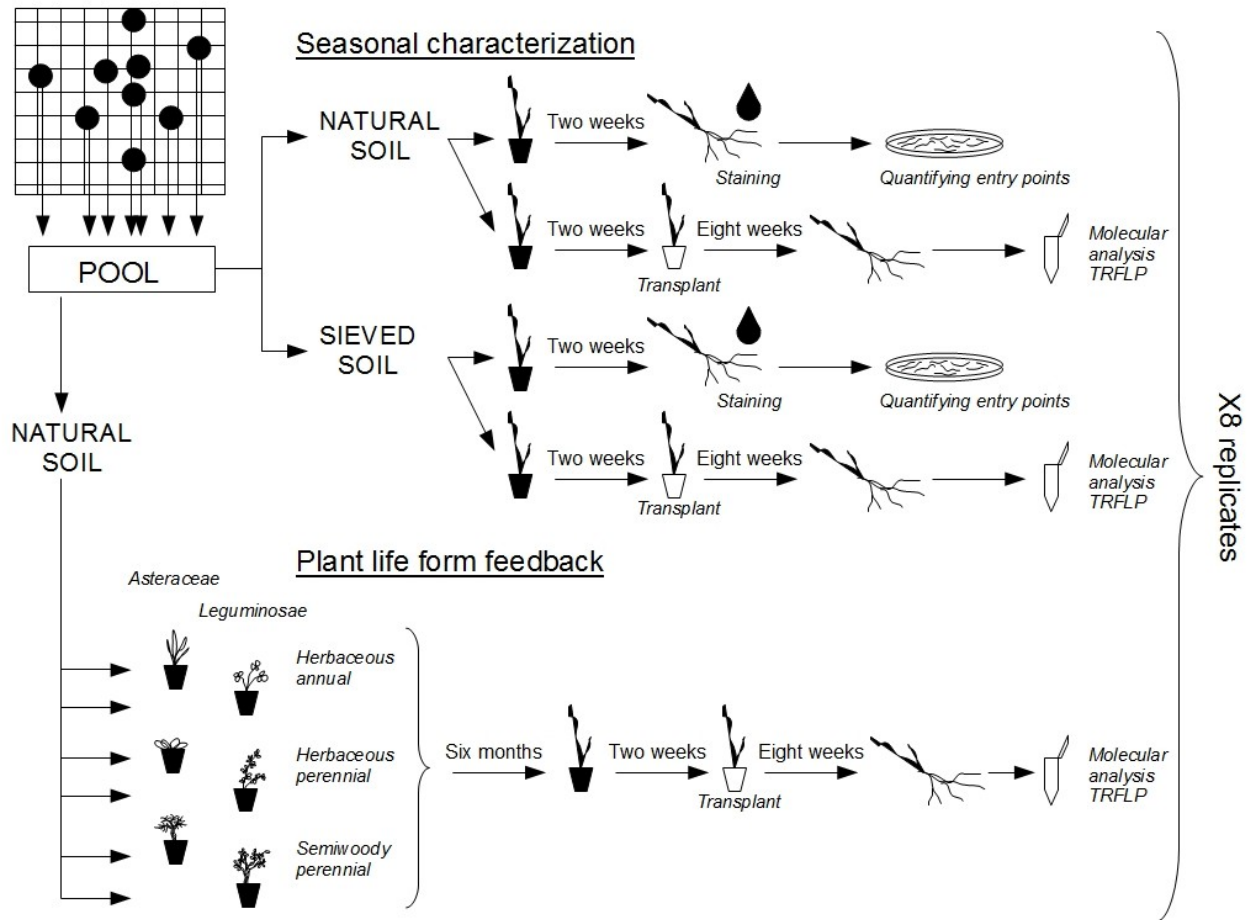 Seasonal characterization
NATURAL
SOIL
Two weeks
Staining
Quantifying entry points
Two weeks
Eight weeks
Transplant
Molecular
analysis
TRFLP
POOL
SIEVED
SOIL
Two weeks
Staining
Quantifying entry points
Two weeks
Eight weeks
Transplant
Molecular
analysis
TRFLP
NATURAL
SOIL
Plant life form feedback
Asteraceae
Leguminosae
Herbaceous
annual
Herbaceous
perennial
Semiwoody
perennial
Six months
Two weeks
Eight weeks
Transplant
Molecular
analysis
TRFLP
X8 replicates